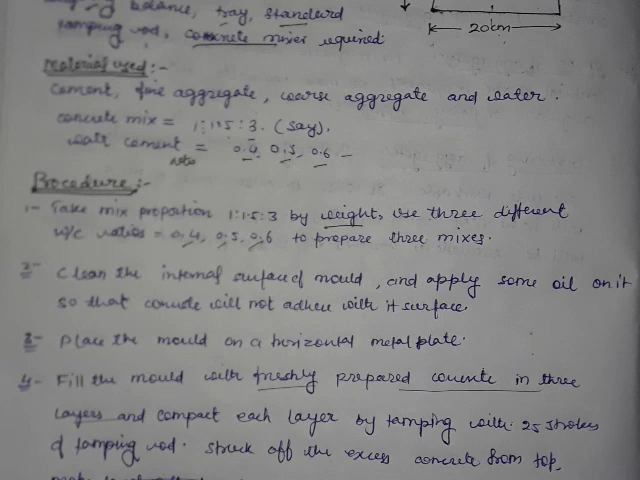 balance, tray, standard
tamping rod, concrete mixer required.
20cm
Material used :-
Cement, fine aggregate, coarse aggregate and water.
concrete mix = 1:1.5:3. (say).
water cement = 0.4, 0.5, 0.6
ratio
Procedure :-
1- Take mix proportion 1:1.5:3 by weight, use three different
w/c ratios = 0.4, 0.5, 0.6 to prepare three mixes.
2- Clean the internal surface of mould, and apply some oil on it
so that concrete will not adhere with it surface.
3- Place the mould on a horizontal metal plate.
4- Fill the mould with freshly prepared concrete in three
layers and compact each layer by tamping with 25 strokes
of tamping rod. Struck off the excess concrete from top,